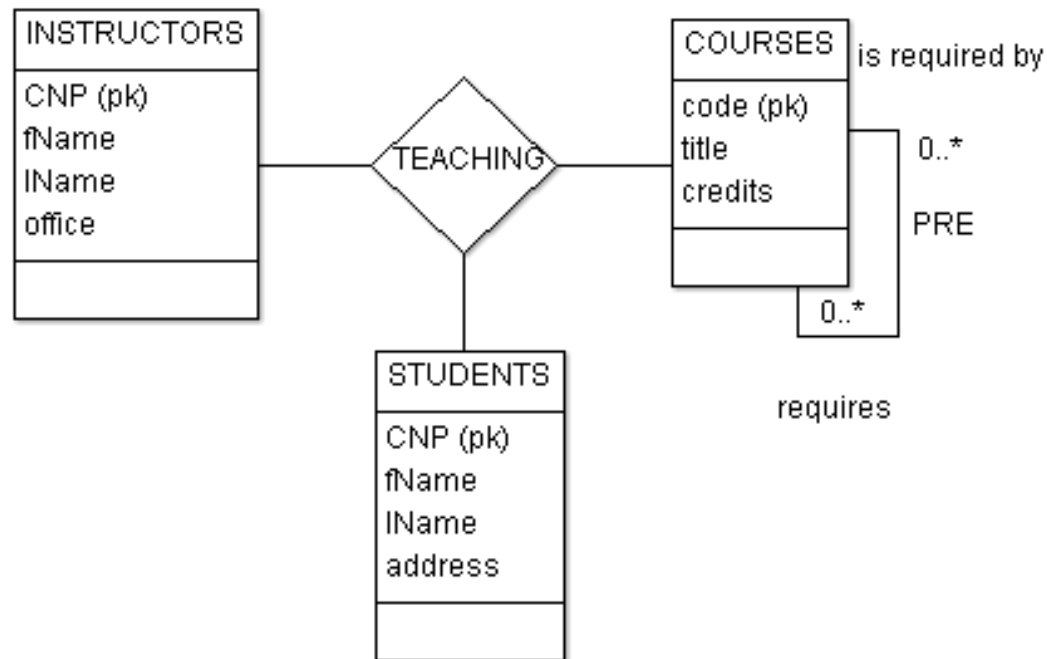 INSTRUCTORS
CNP (pk)
fName
lName
office
TEACHING
COURSES
code (pk)
title
credits
is required by
0..*
PRE
0..*
requires
STUDENTS
CNP (pk)
fName
lName
address